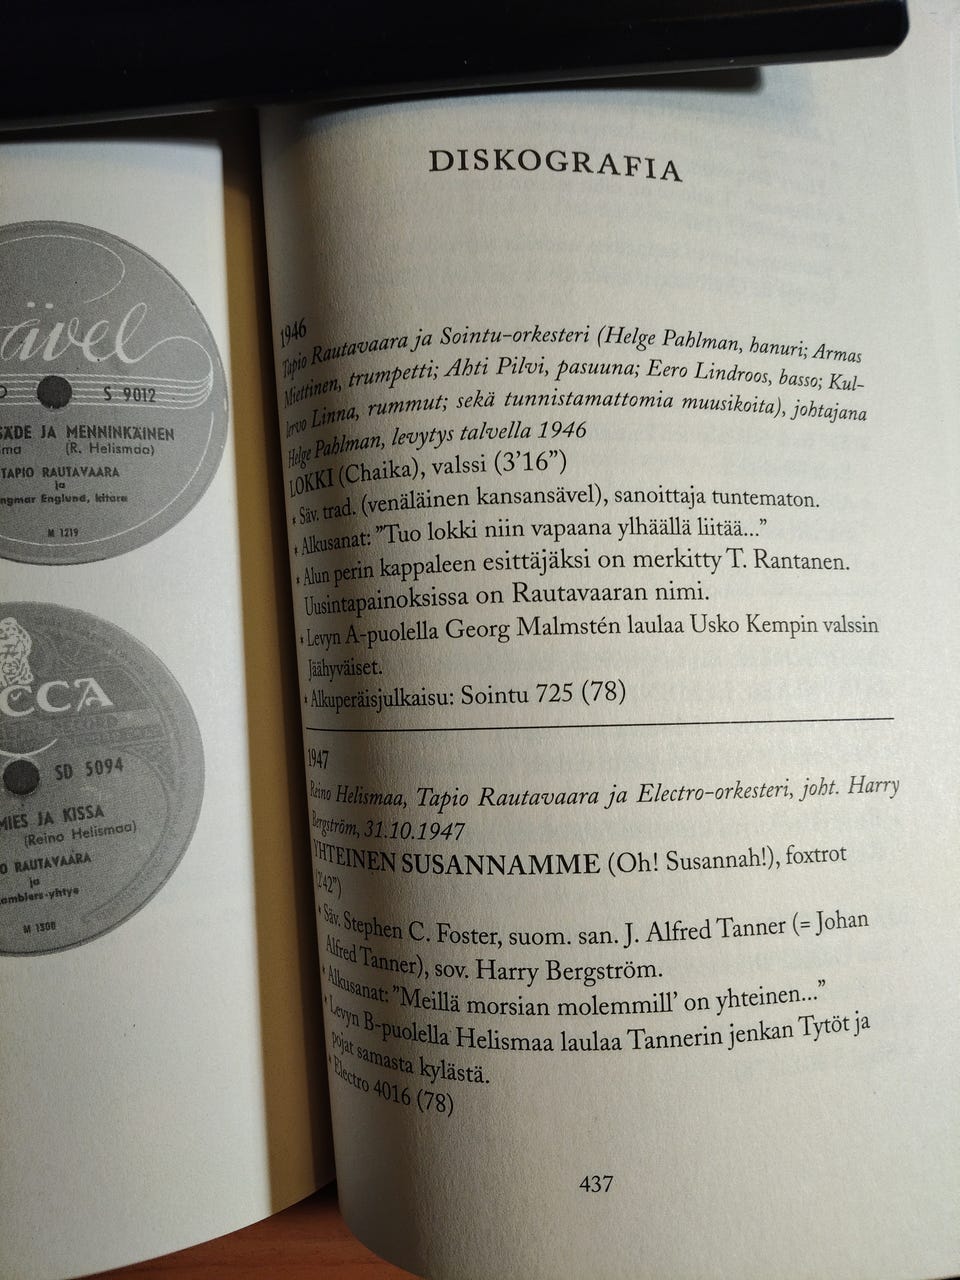 ävel
S 9012
SÄDE JA MENNINKÄINEN
(R. Helismaa)
TAPIO RAUTAVAARA
ja
Englund, kitara
M 1219
CCA
SD 5094
MIES JA KISSA
(Reino Helismaa)
RAUTAVAARA
ja
amblers-yhtye
M 1308
DISKOGRAFIA
1946
Tapio Rautavaara ja Sointu-orkesteri (Helge Pahlman, hanuri; Armas
Miettinen, trumpetti; Ahti Pilvi, pasuuna; Eero Lindroos, basso; Kul-
lervo Linna, rummut; sekä tunnistamattomia muusikoita), johtajana
Helge Pahlman, levytys talvella 1946
LOKKI (Chaika), valssi (3’16”)
* Säv. trad. (venäläinen kansansävel), sanoittaja tuntematon.
* Alkusanat: ”Tuo lokki niin vapaana ylhäällä liitää...”
* Alun perin kappaleen esittäjäksi on merkitty T. Rantanen.
Uusintapainoksissa on Rautavaaran nimi.
* Levyn A-puolella Georg Malmstén laulaa Usko Kempin valssin
Jäähyväiset.
* Alkuperäisjulkaisu: Sointu 725 (78)
1947
Reino Helismaa, Tapio Rautavaara ja Electro-orkesteri, joht. Harry
Bergström, 31.10.1947
YHTEINEN SUSANNAMME (Oh! Susannah!), foxtrot
(2’42”)
* Säv. Stephen C. Foster, suom. san. J. Alfred Tanner (= Johan
Alfred Tanner), sov. Harry Bergström.
* Alkusanat: ”Meillä morsian molemmill’ on yhteinen...”
* Levyn B-puolella Helismaa laulaa Tannerin jenkan Tytöt ja
pojat samasta kylästä.
* Electro 4016 (78)
437